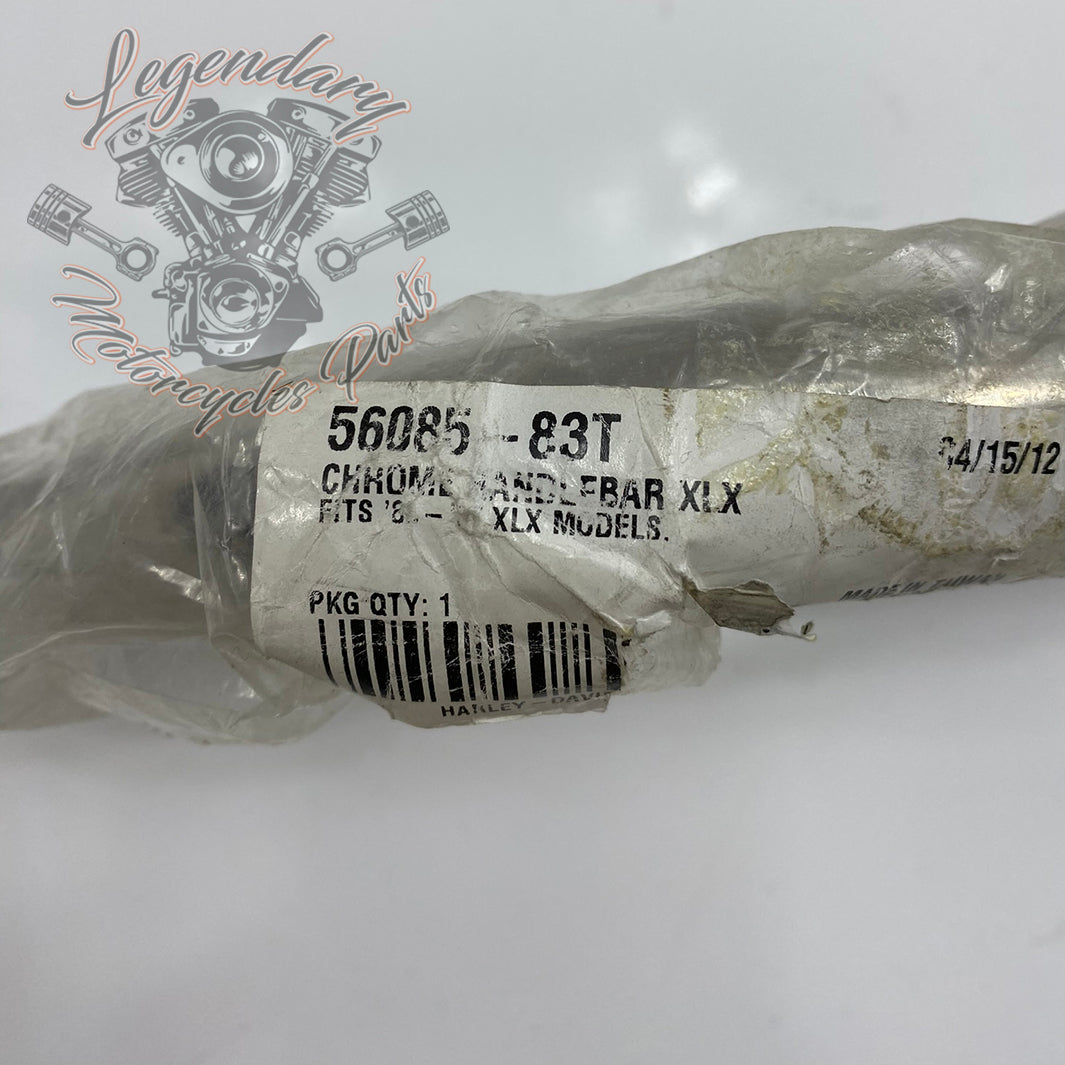 Legendary
Motorcycles Parts
56085-83T
CHROME HANDLEBAR XLX
FITS XLX MODELS.
04/15/12
MADE IN TAIWAN
PKG QTY: 1
HARLEY-DAVI